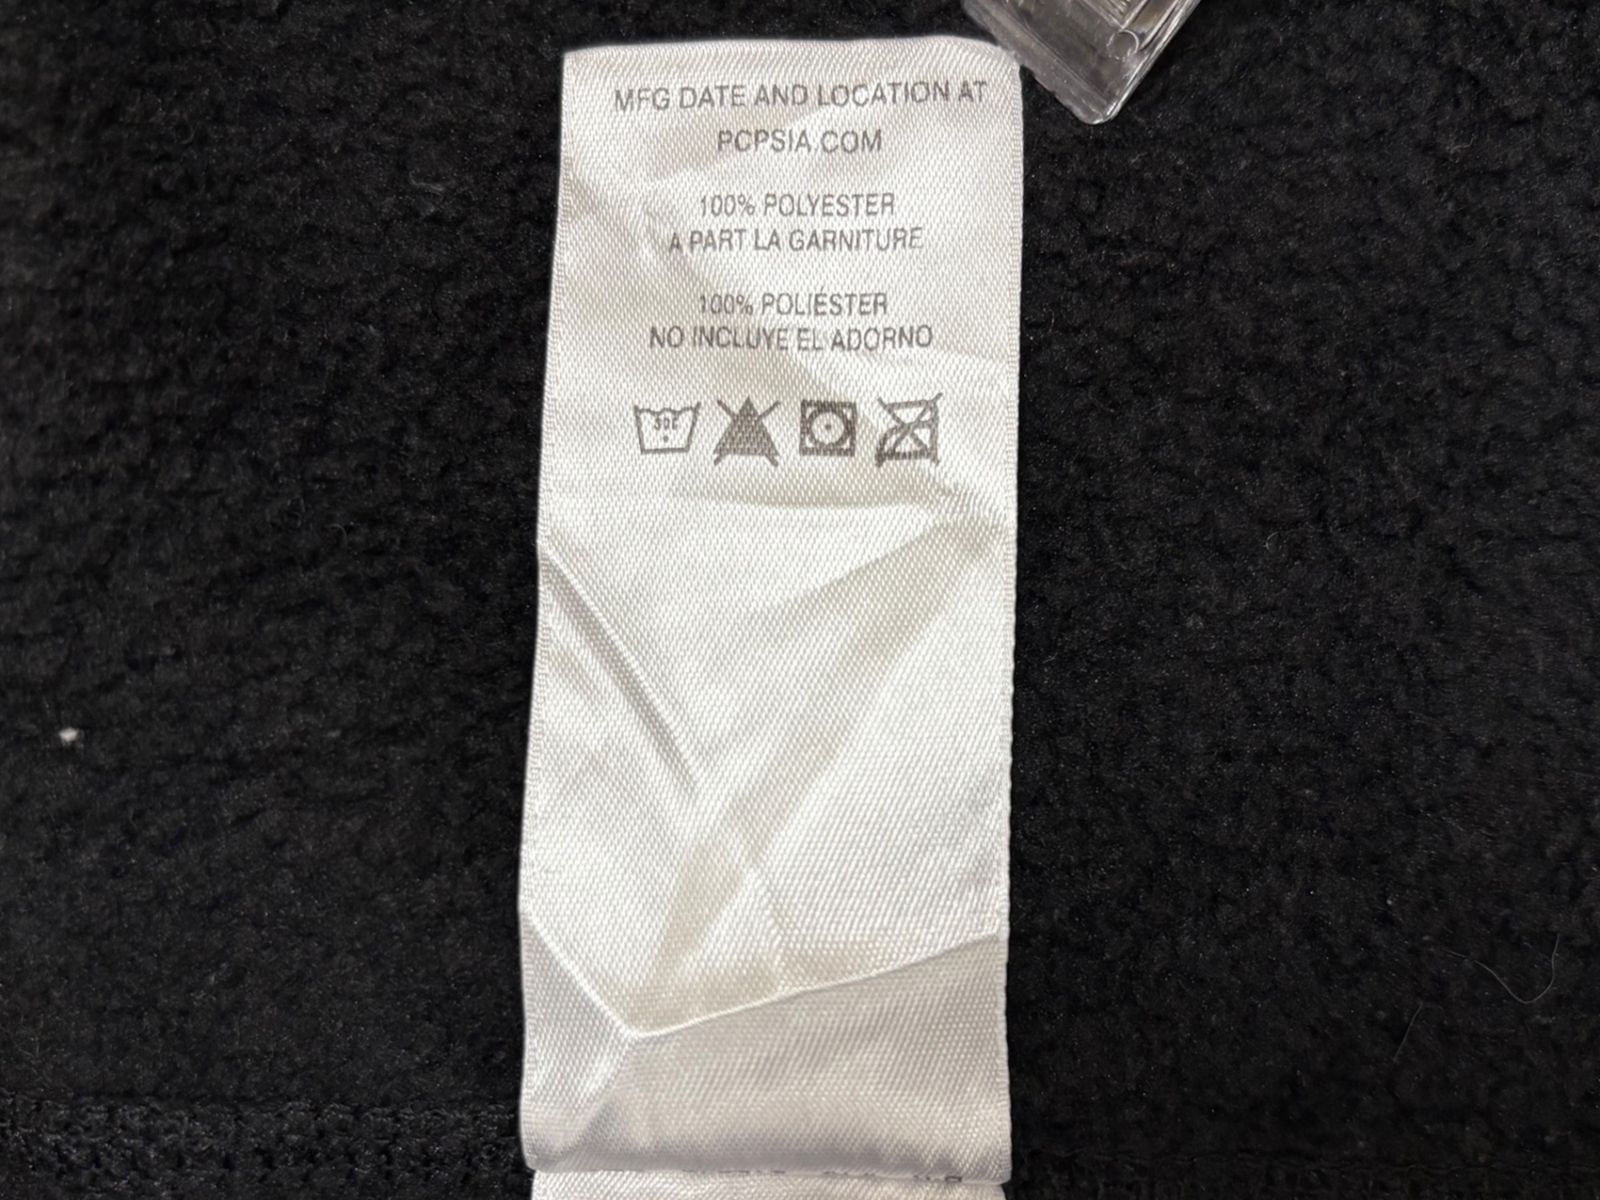 MFG DATE AND LOCATION AT
PCPSIA.COM
100% POLYESTER
A PART LA GARNITURE
100% POLIÉSTER
NO INCLUYE EL ADORNO